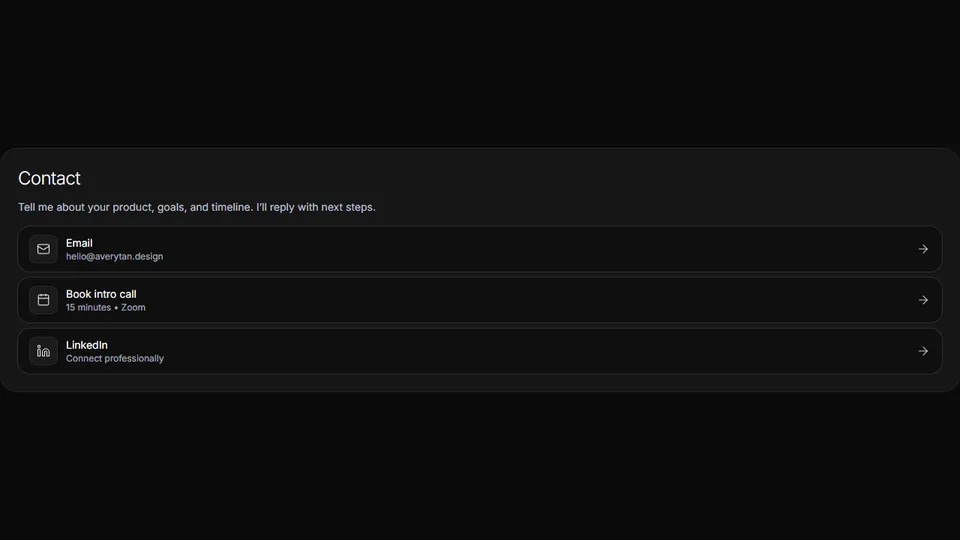 Contact
Tell me about your product, goals, and timeline. I’ll reply with next steps.
Email
hello@averytan.design
Book intro call
15 minutes • Zoom
LinkedIn
Connect professionally